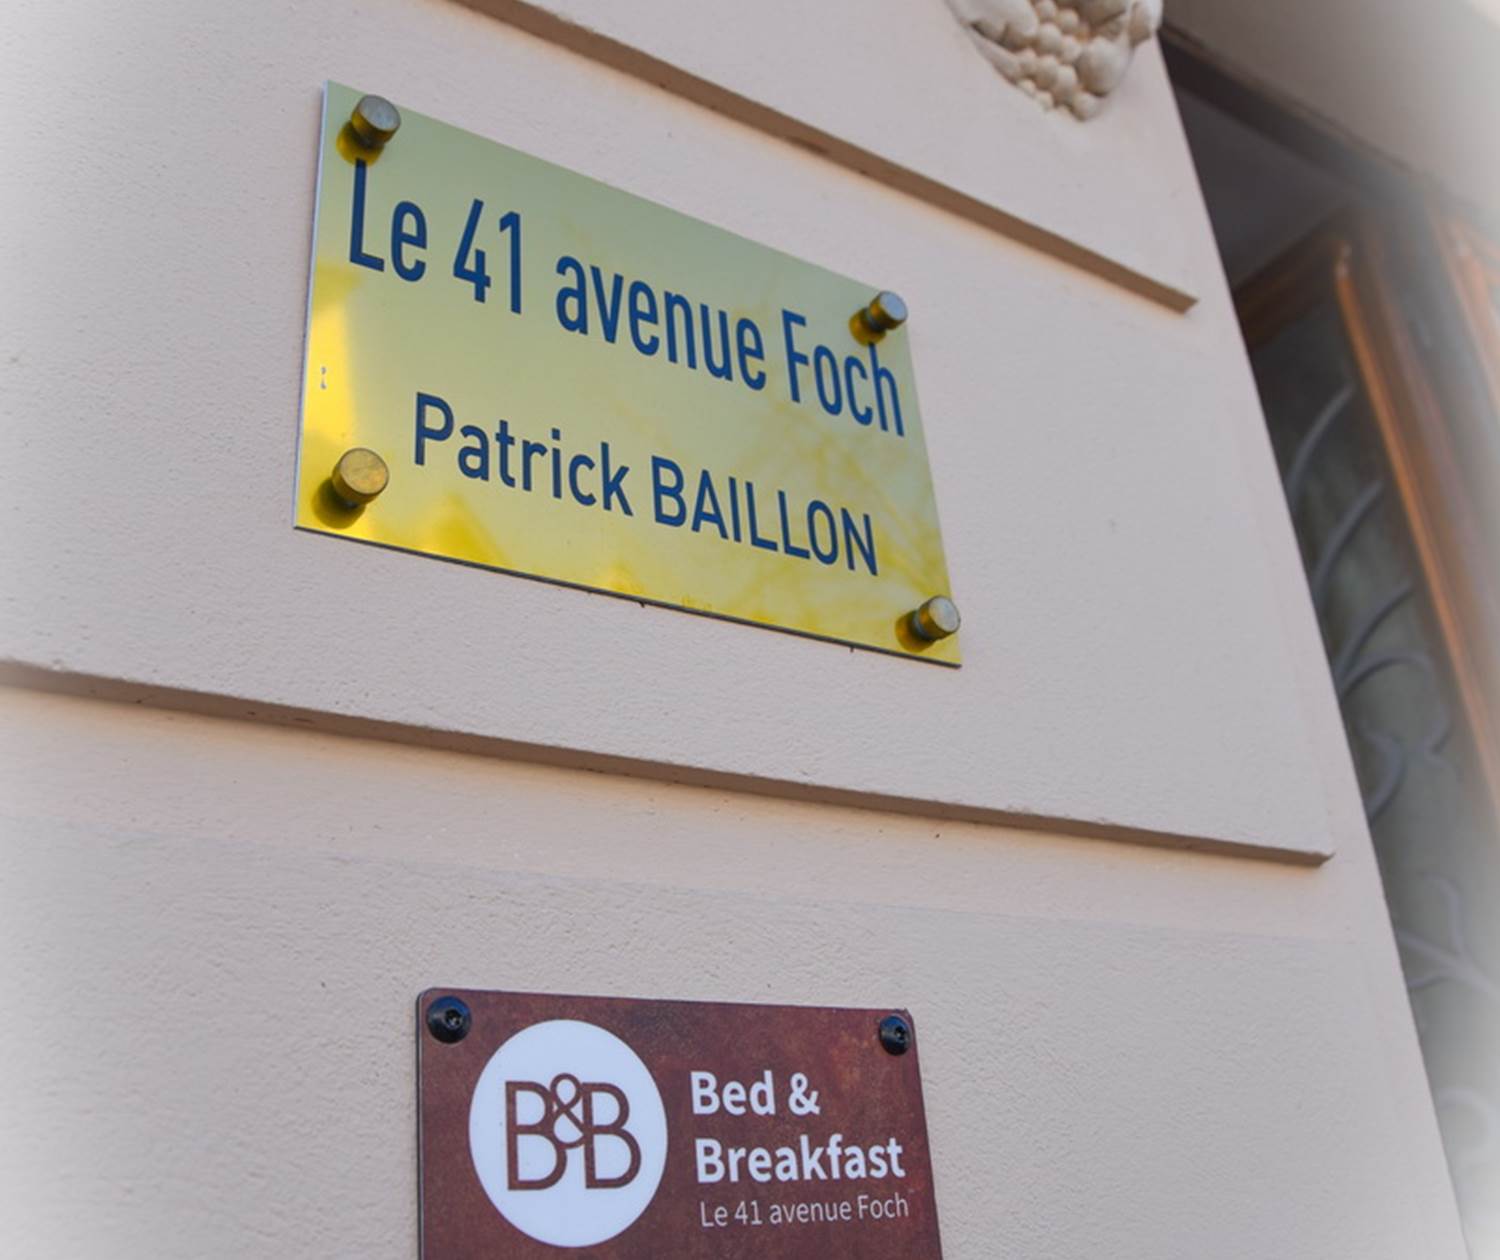 Le 41 avenue Foch
Patrick BAILLON
B&B
Bed &
Breakfast
Le 41 avenue Foch